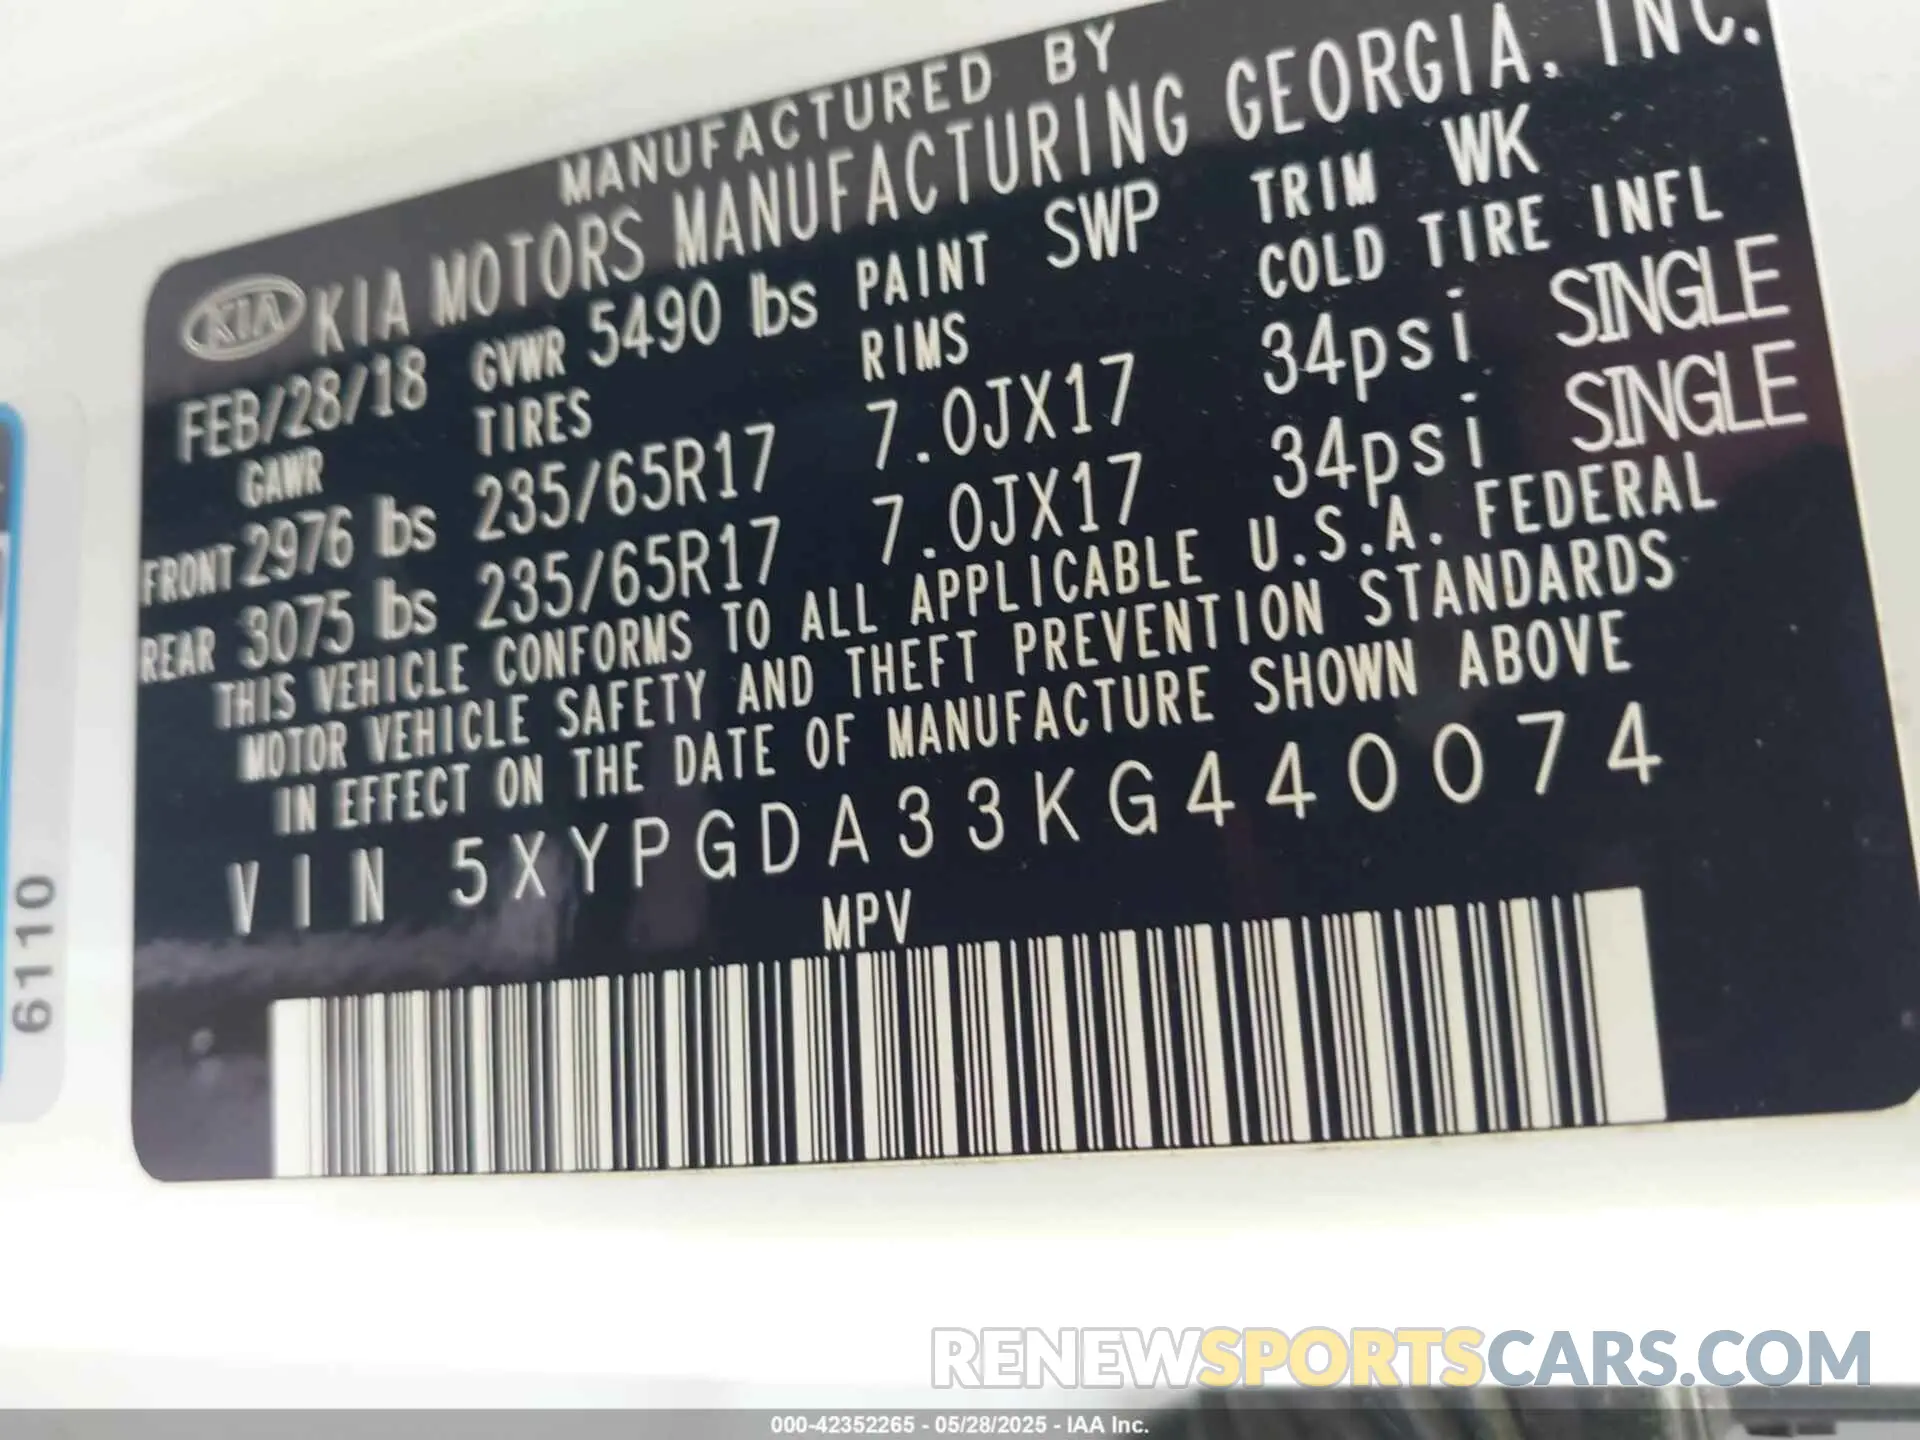 MANUFACTURED BY
KIA KIA MOTORS MANUFACTURING GEORGIA, INC.
FEB/28/18 GVWR 5490 lbs PAINT SWP TRIM WK
GAWR TIRES RIMS COLD TIRE INFL
FRONT 2976 lbs 235/65R17 7.0JX17 34psi SINGLE
REAR 3075 lbs 235/65R17 7.0JX17 34psi SINGLE
THIS VEHICLE CONFORMS TO ALL APPLICABLE U.S.A. FEDERAL
MOTOR VEHICLE SAFETY AND THEFT PREVENTION STANDARDS
IN EFFECT ON THE DATE OF MANUFACTURE SHOWN ABOVE
VIN 5XYPGDA33KG440074
MPV
6110
RENEWSPORTSCARS.COM
000-42352265 - 05/28/2025 - IAA Inc.